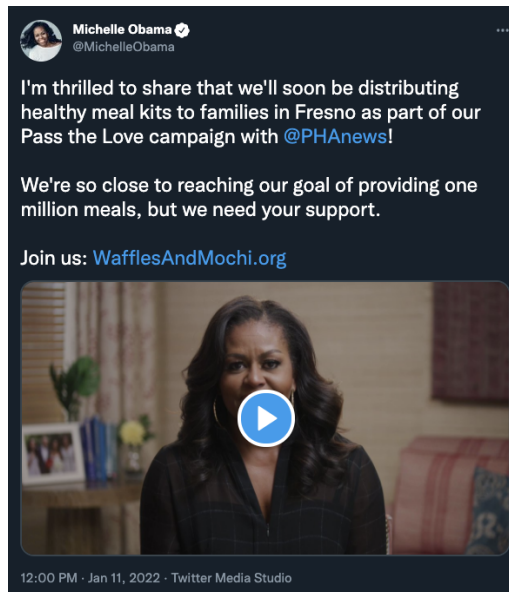 Michelle Obama
@MichelleObama
I'm thrilled to share that we'll soon be distributing
healthy meal kits to families in Fresno as part of our
Pass the Love campaign with @PHAnews!
We're so close to reaching our goal of providing one
million meals, but we need your support.
Join us: WafflesAndMochi.org
12:00 PM · Jan 11, 2022 · Twitter Media Studio